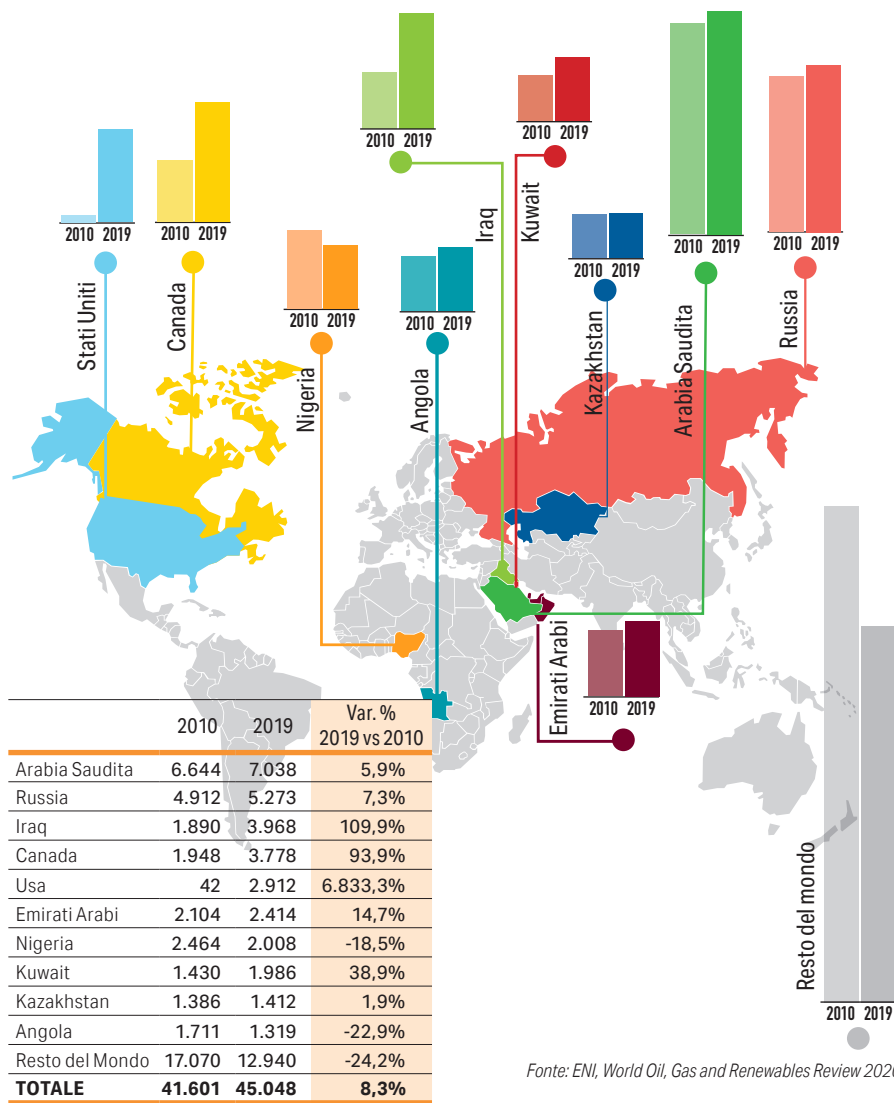 2010 2019
2010 2019
2010 2019
2010 2019
2010 2019
2010 2019
2010 2019
2010 2019
2010 2019
2010 2019
Stati Uniti
Canada
Nigeria
Angola
Iraq
Kuwait
Kazakhstan
Arabia Saudita
Russia
Emirati Arabi
2010 2019
Resto del mondo
2010 2019 Var. %
2019 vs 2010
Arabia Saudita 6.644 7.038 5,9%
Russia 4.912 5.273 7,3%
Iraq 1.890 3.968 109,9%
Canada 1.948 3.778 93,9%
Usa 42 2.912 6.833,3%
Emirati Arabi 2.104 2.414 14,7%
Nigeria 2.464 2.008 -18,5%
Kuwait 1.430 1.986 38,9%
Kazakhstan 1.386 1.412 1,9%
Angola 1.711 1.319 -22,9%
Resto del Mondo 17.070 12.940 -24,2%
TOTALE 41.601 45.048 8,3%
Fonte: ENI, World Oil, Gas and Renewables Review 2020